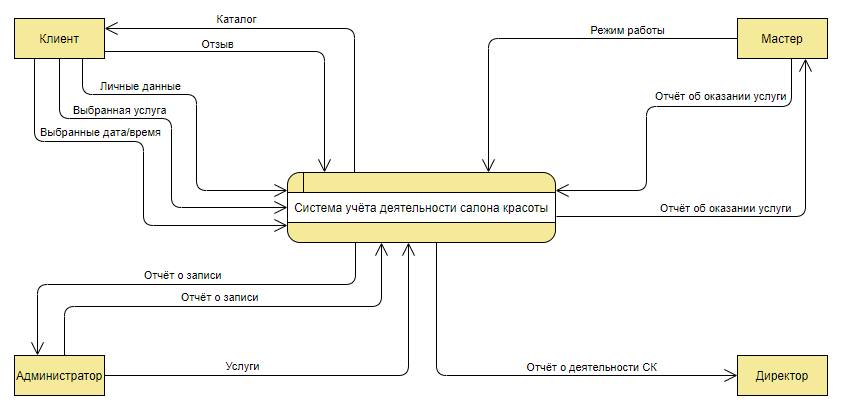 Каталог
Клиент
Отзыв
Режим работы
Мастер
Личные данные
Выбранная услуга
Выбранные дата/время
Отчёт об оказании услуги
Система учёта деятельности салона красоты
Отчёт об оказании услуги
Отчёт о записи
Отчёт о записи
Услуги
Отчёт о деятельности СК
Администратор
Директор